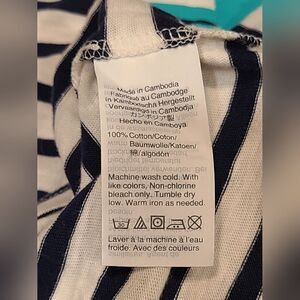 Made in Cambodia
Fabriqué au Cambodge
in Kambodscha Hergestellt
Vervaardigd in Cambodja
カンボジア製
Hecho en Camboya
100% Cotton/Coton/
Baumwolle/Katoen/
綿/algodón
Machine wash cold. With
like colors, Non-chlorine
bleach only. Tumble dry
low. Warm iron as needed.
Laver à la machine à l'eau
froide. Avec des couleurs